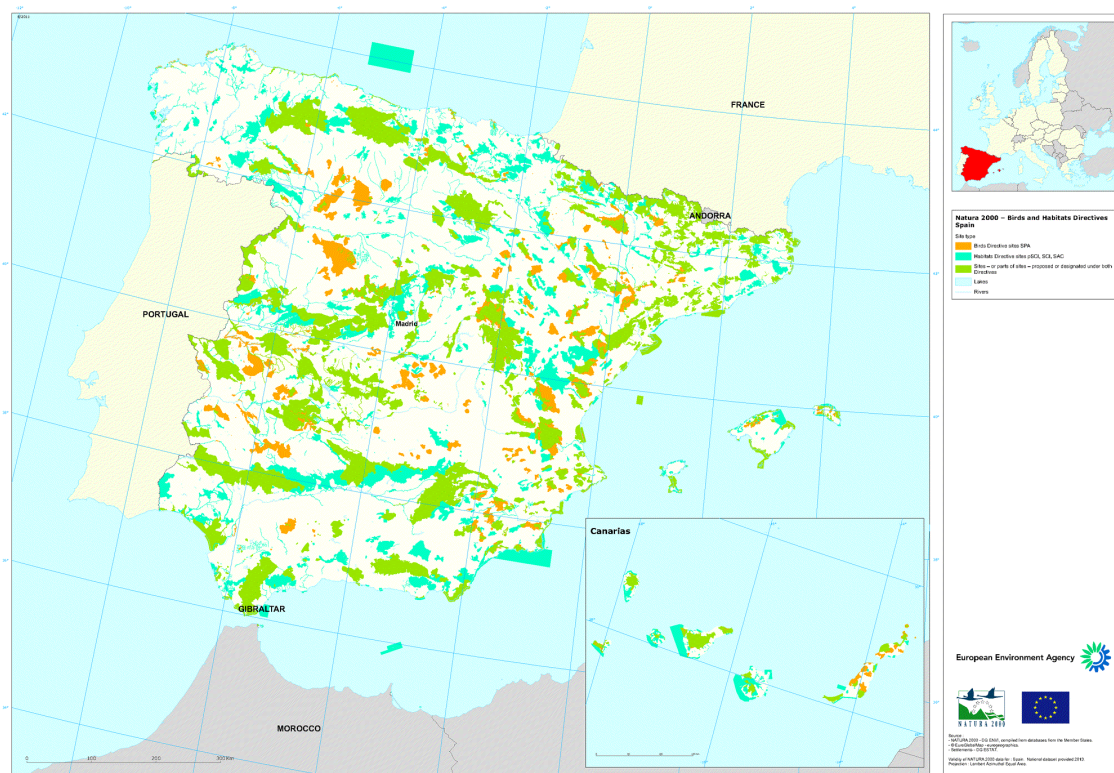 FRANCE
ANDORRA
PORTUGAL
Madrid
GIBRALTAR
MOROCCO
Canarias
Natura 2000 – Birds and Habitats Directives
Spain
Site type
Birds Directive sites SPA
Habitats Directive sites pSCI, SCI, SAC
Sites – or parts of sites – proposed or designated under both
Directives
Lakes
Rivers
0
100
200
300 Km
European Environment Agency
NATURA 2000
Source:
- NATURA 2000 - DG ENV, compiled from databases from the Member States.
- © EuroGlobalMap - eurogeographics.
- Settlements - DG ESTAT.
Validity of NATURA 2000 data for : Spain National dataset provided 2012.
Projection : Lambert Azimuthal Equal Area.